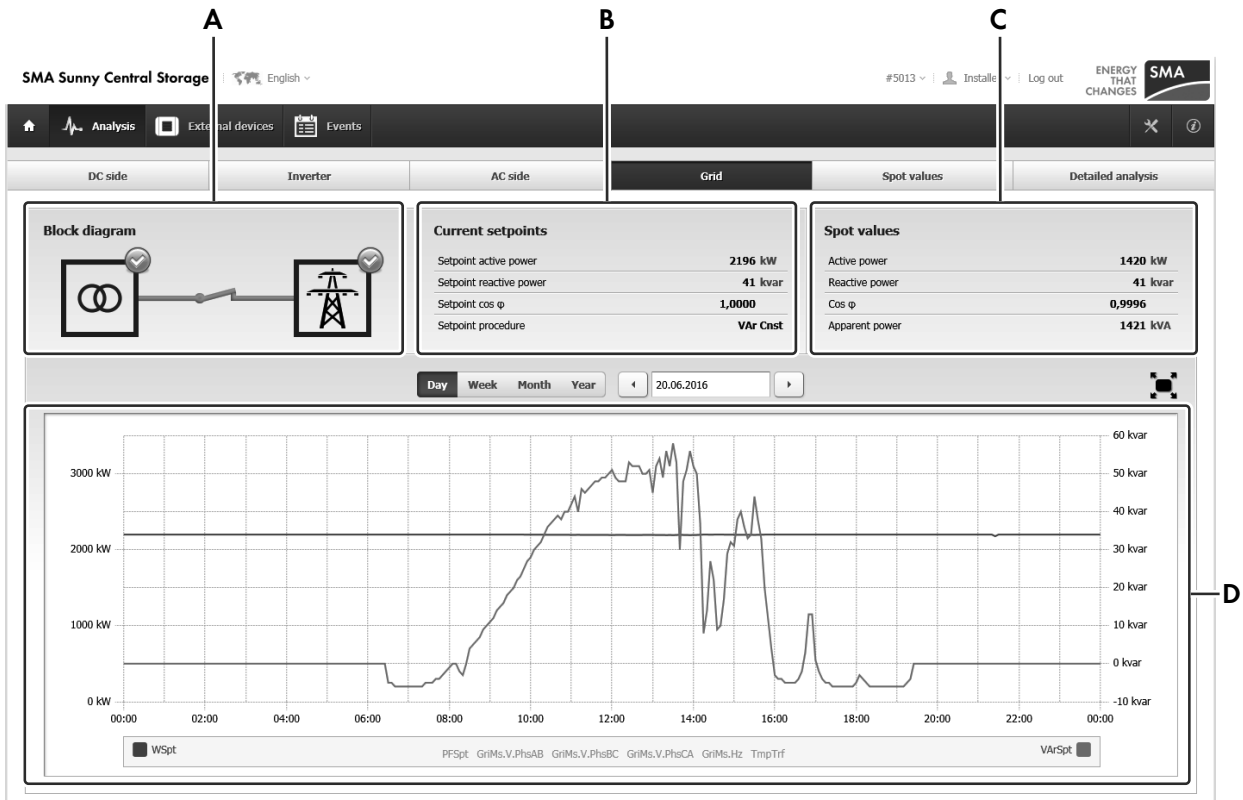 A B C
SMA Sunny Central Storage English #5013 Installe Log out ENERGY THAT CHANGES SMA
Analysis External devices Events
DC side Inverter AC side Grid Spot values Detailed analysis
Block diagram
Current setpoints
Setpoint active power 2196 kW
Setpoint reactive power 41 kvar
Setpoint cos φ 1,0000
Setpoint procedure VAr Cnst
Spot values
Active power 1420 kW
Reactive power 41 kvar
Cos φ 0,9996
Apparent power 1421 kVA
Day Week Month Year 20.06.2016
60 kvar
3000 kW 50 kvar
40 kvar
2000 kW 30 kvar
20 kvar
D
1000 kW 10 kvar
0 kvar
0 kW -10 kvar
00:00 02:00 04:00 06:00 08:00 10:00 12:00 14:00 16:00 18:00 20:00 22:00 00:00
WSpt PFSpt GriMs.V.PhsAB GriMs.V.PhsBC GriMs.V.PhsCA GriMs.Hz TmpTrf VArSpt